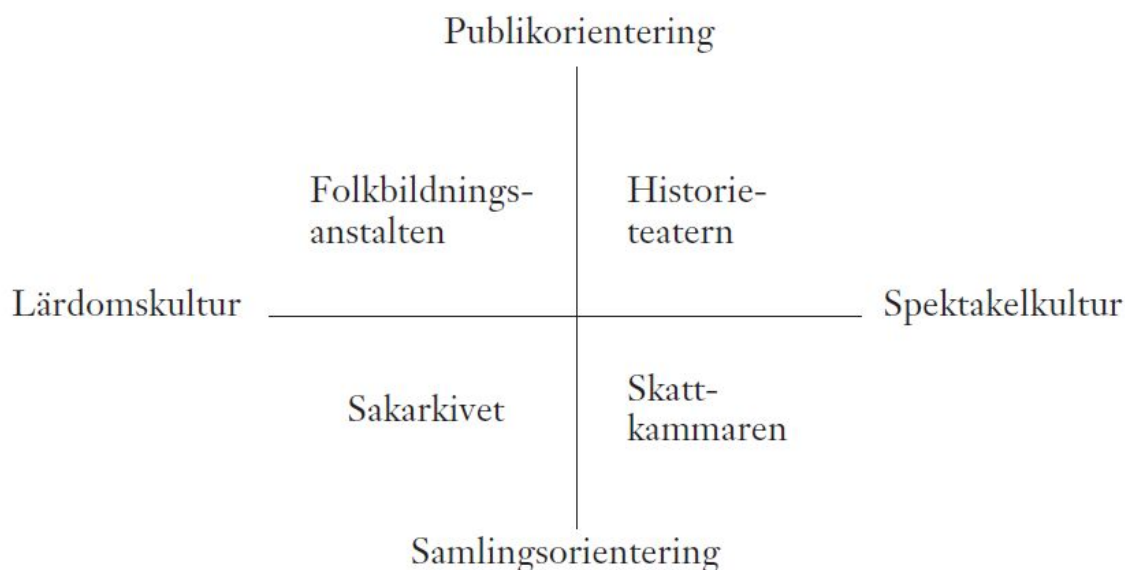 Publikorientering
Folkbildnings-
anstalten
Historie-
teatern
Lärdomskultur
Spektakelkultur
Sakarkivet
Skatt-
kammaren
Samlingsorientering